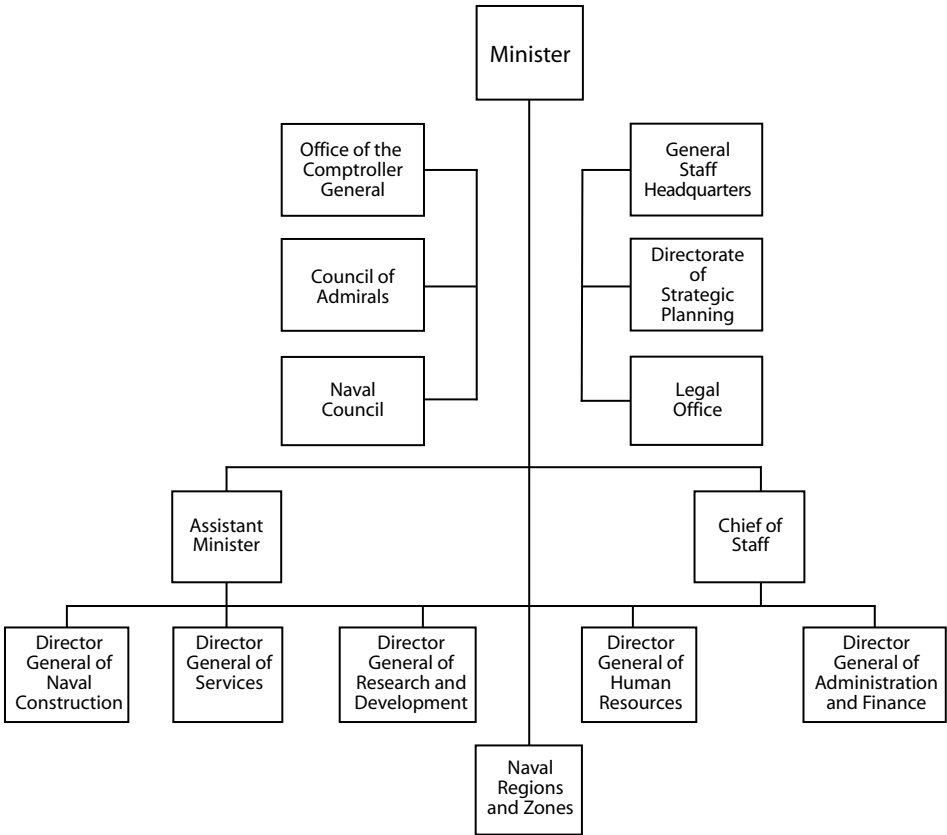 Minister
Office of the
Comptroller
General
General
Staff
Headquarters
Council of
Admirals
Directorate
of
Strategic
Planning
Naval
Council
Legal
Office
Assistant
Minister
Chief of
Staff
Director
General of
Naval
Construction
Director
General of
Services
Director
General of
Research and
Development
Director
General of
Human
Resources
Director
General of
Administration
and Finance
Naval
Regions
and Zones